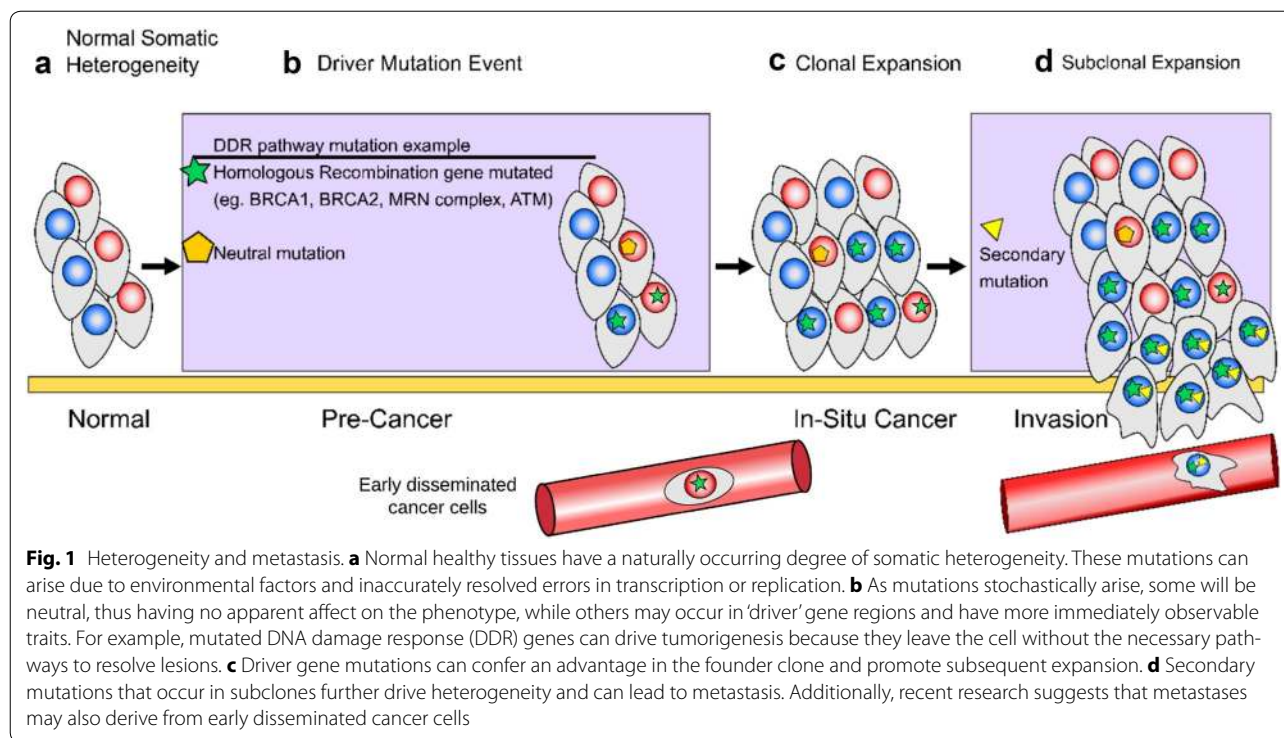 a Normal Somatic Heterogeneity
b Driver Mutation Event
c Clonal Expansion
d Subclonal Expansion
DDR pathway mutation example
Homologous Recombination gene mutated
(eg. BRCA1, BRCA2, MRN complex, ATM)
Neutral mutation
Secondary
mutation
Normal
Pre-Cancer
In-Situ Cancer
Invasion
Early disseminated
cancer cells
Fig. 1 Heterogeneity and metastasis. a Normal healthy tissues have a naturally occurring degree of somatic heterogeneity. These mutations can
arise due to environmental factors and inaccurately resolved errors in transcription or replication. b As mutations stochastically arise, some will be
neutral, thus having no apparent affect on the phenotype, while others may occur in 'driver' gene regions and have more immediately observable
traits. For example, mutated DNA damage response (DDR) genes can drive tumorigenesis because they leave the cell without the necessary path-
ways to resolve lesions. c Driver gene mutations can confer an advantage in the founder clone and promote subsequent expansion. d Secondary
mutations that occur in subclones further drive heterogeneity and can lead to metastasis. Additionally, recent research suggests that metastases
may also derive from early disseminated cancer cells